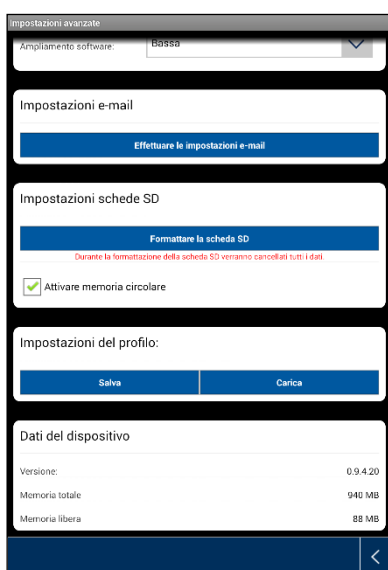 Impostazioni avanzate
Ampliamento software: Bassa
Impostazioni e-mail
Effettuare le impostazioni e-mail
Impostazioni schede SD
Formattare la scheda SD
Durante la formattazione della scheda SD verranno cancellati tutti i dati.
Attivare memoria circolare
Impostazioni del profilo:
Salva Carica
Dati del dispositivo
Versione: 0.9.4.20
Memoria totale 940 MB
Memoria libera 88 MB